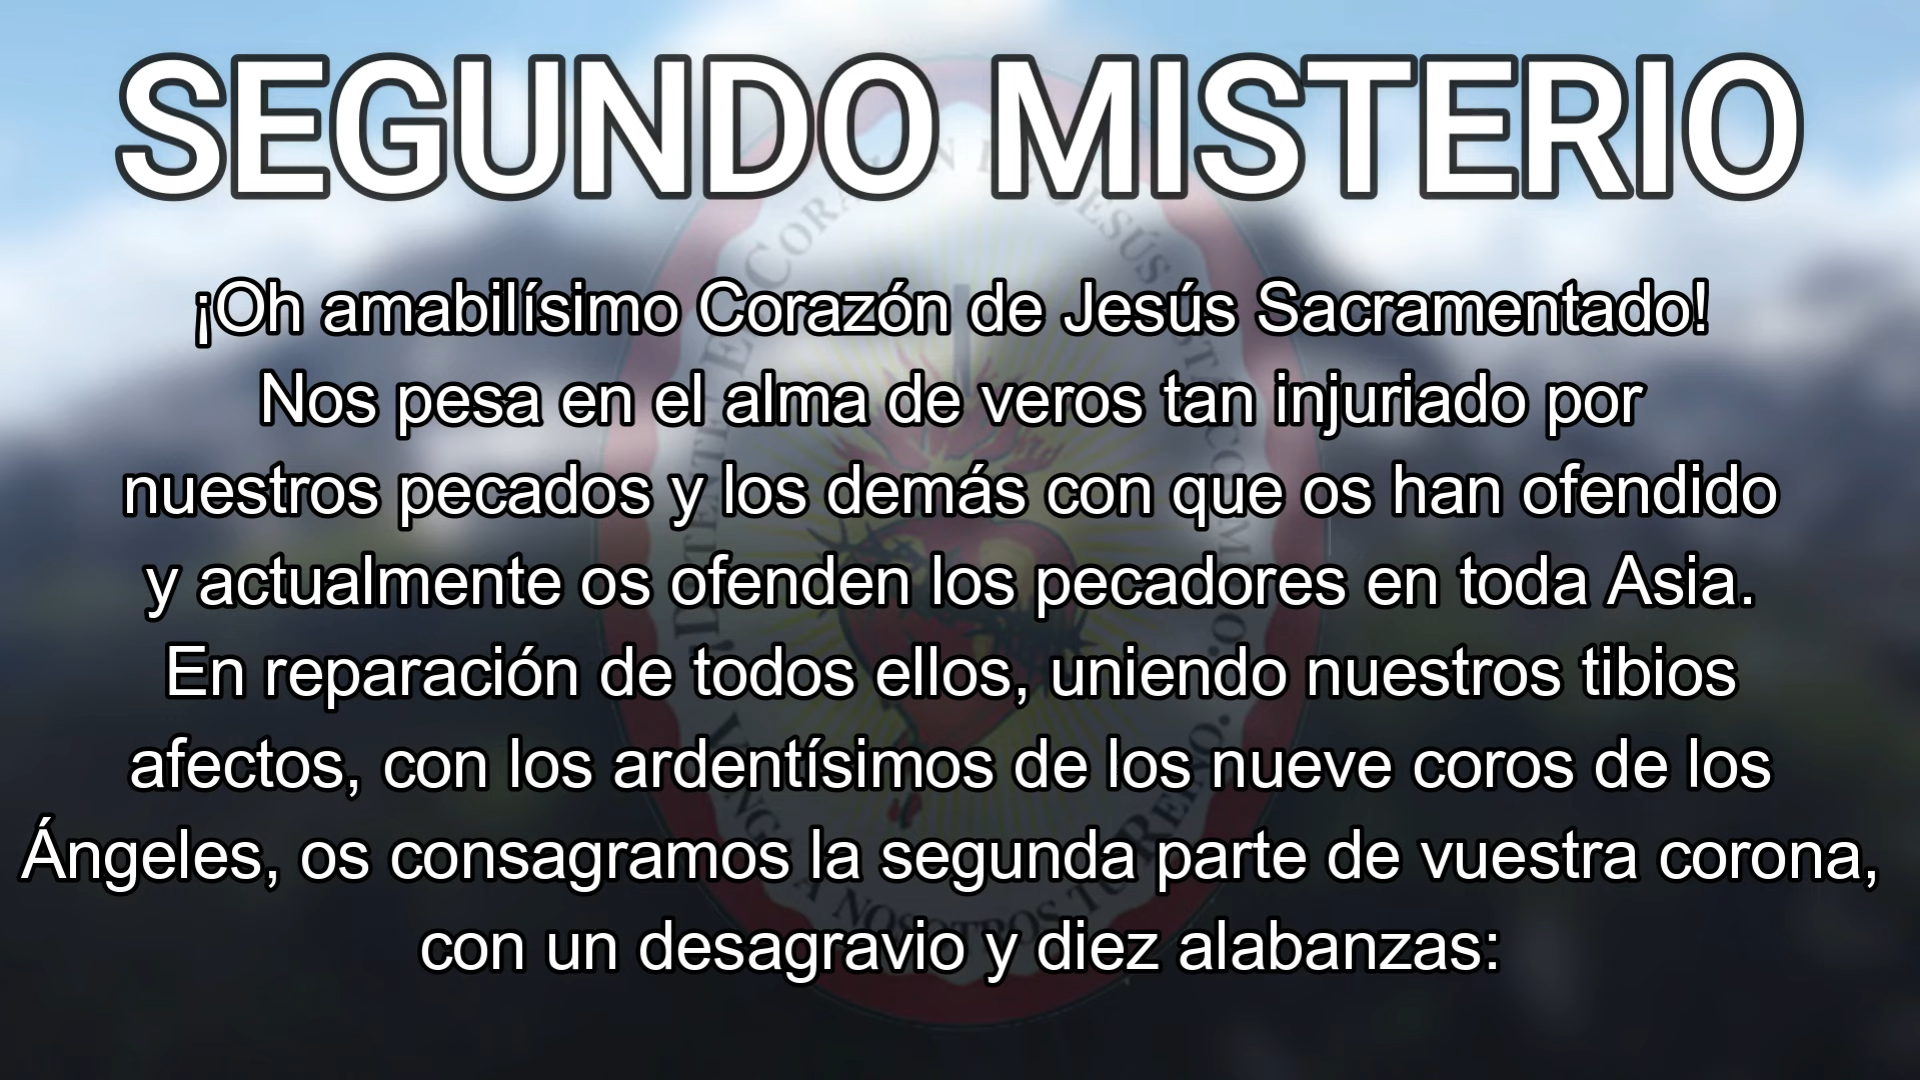 SEGUNDO MISTERIO
¡Oh amabilísimo Corazón de Jesús Sacramentado!
Nos pesa en el alma de veros tan injuriado por
nuestros pecados y los demás con que os han ofendido
y actualmente os ofenden los pecadores en toda Asia.
En reparación de todos ellos, uniendo nuestros tibios
afectos, con los ardentísimos de los nueve coros de los
Ángeles, os consagramos la segunda parte de vuestra corona,
con un desagravio y diez alabanzas: